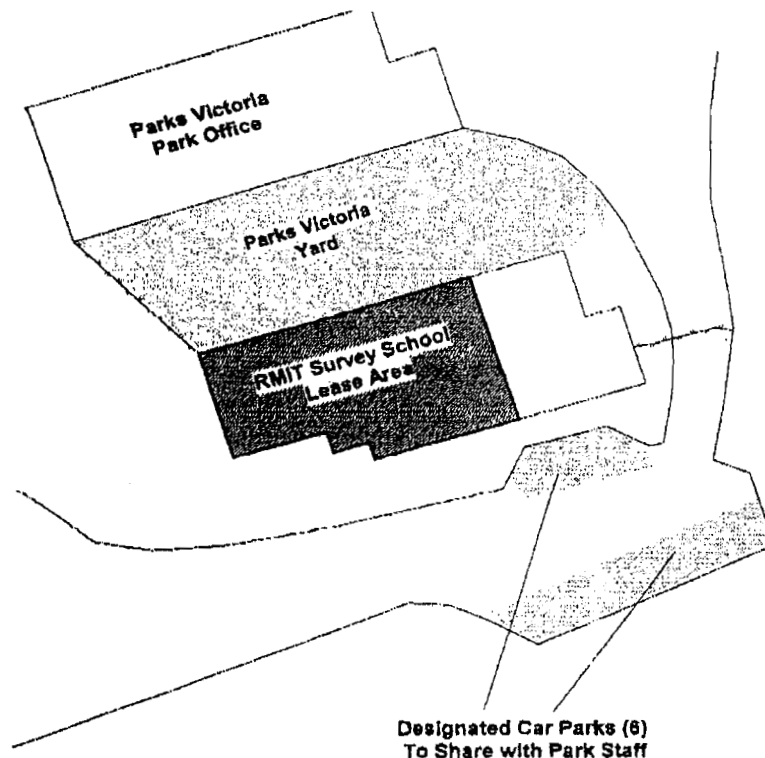 Parks Victoria
Park Office
Parks Victoria
Yard
RMIT Survey School
Lease Area
Designated Car Parks (6)
To Share with Park Staff